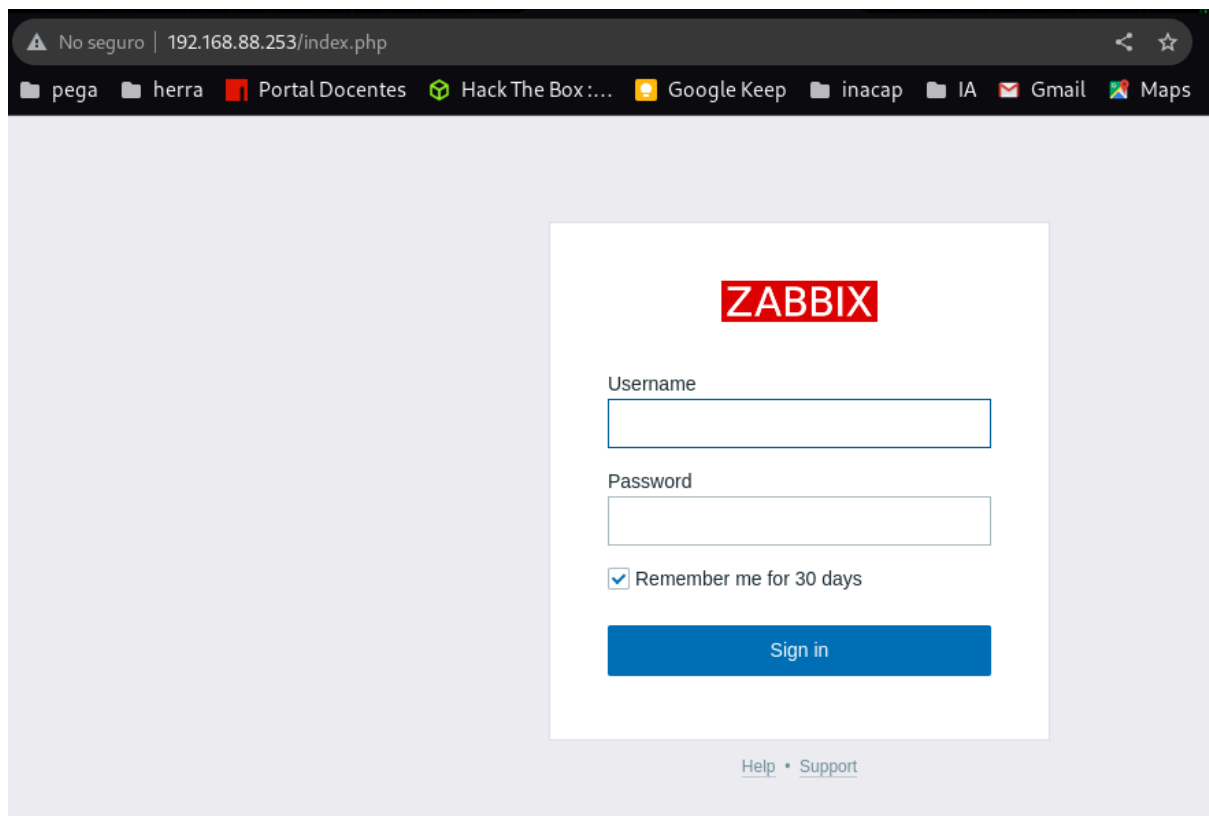 No seguro | 192.168.88.253/index.php
pega herra Portal Docentes Hack The Box :... Google Keep inacap IA Gmail Maps
ZABBIX
Username
Password
Remember me for 30 days
Sign in
Help • Support